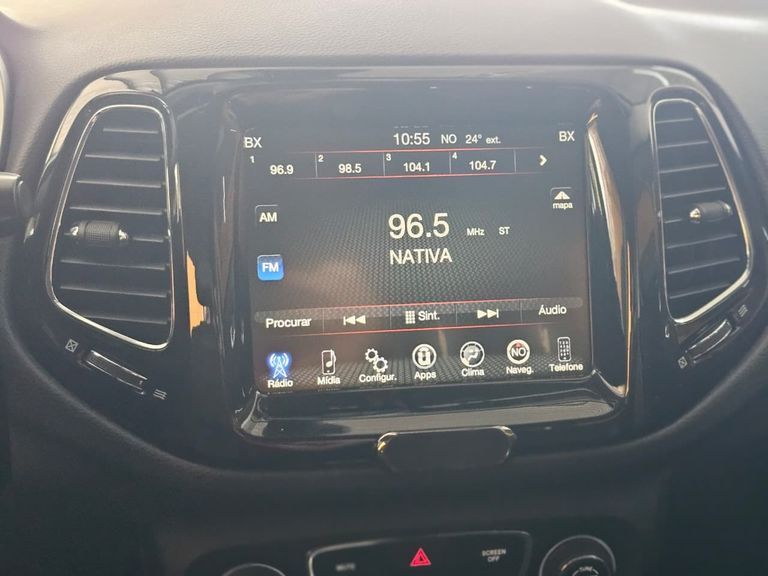 BX 10:55 NO 24° ext. BX
1 96.9 2 98.5 3 104.1 4 104.7
AM 96.5 MHz ST mapa
FM NATIVA
Procurar Sint. Áudio
Rádio Mídia Configur. Apps Clima NO Naveg. Telefone
MUTE SCREEN OFF
TUNE